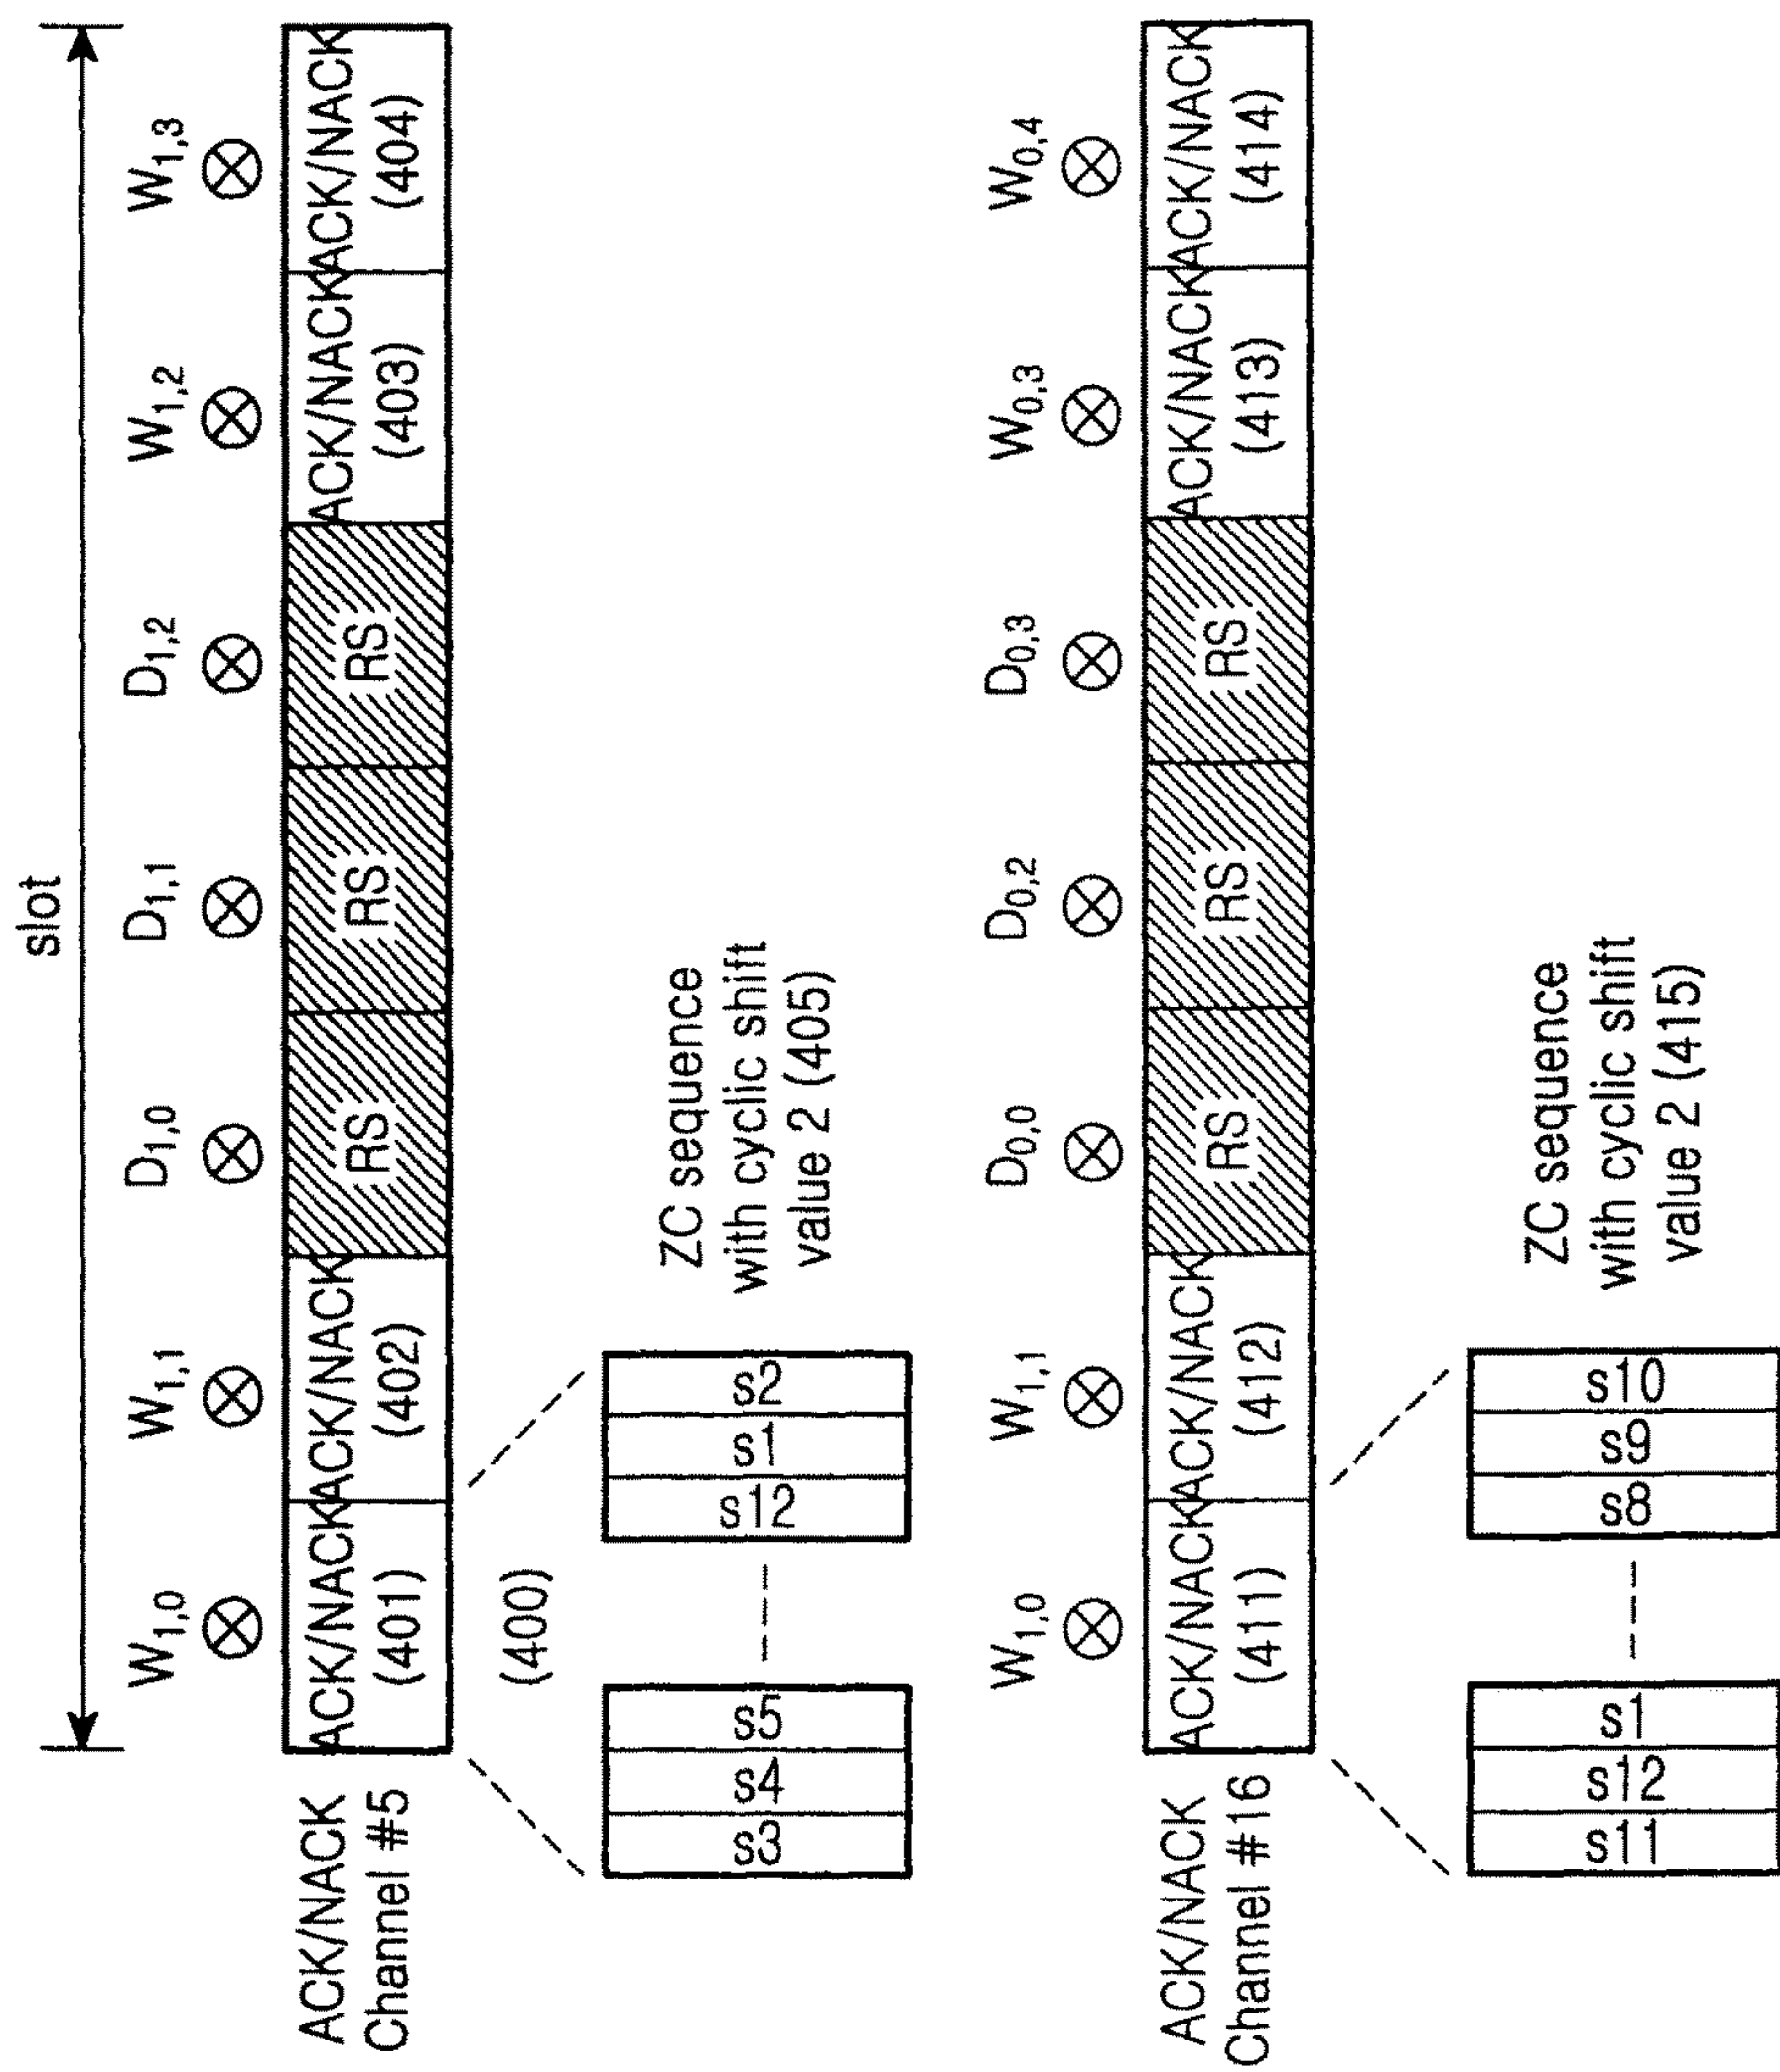 slot
W1,0 W1,1 D1,0 D1,1 D1,2 W1,2 W1,3
ACK/NACK
Channel #5
ACK/NACK ACK/NACK RS RS RS ACK/NACK ACK/NACK
(401) (402) (403) (404)
(400)
s3 s4 s5 s12 s1 s2
ZC sequence
with cyclic shift
value 2 (405)
W1,0 W1,1 D0,0 D0,2 D0,3 W0,3 W0,4
ACK/NACK
Channel #16
ACK/NACK ACK/NACK RS RS RS ACK/NACK ACK/NACK
(411) (412) (413) (414)
s11 s12 s1 s8 s9 s10
ZC sequence
with cyclic shift
value 2 (415)